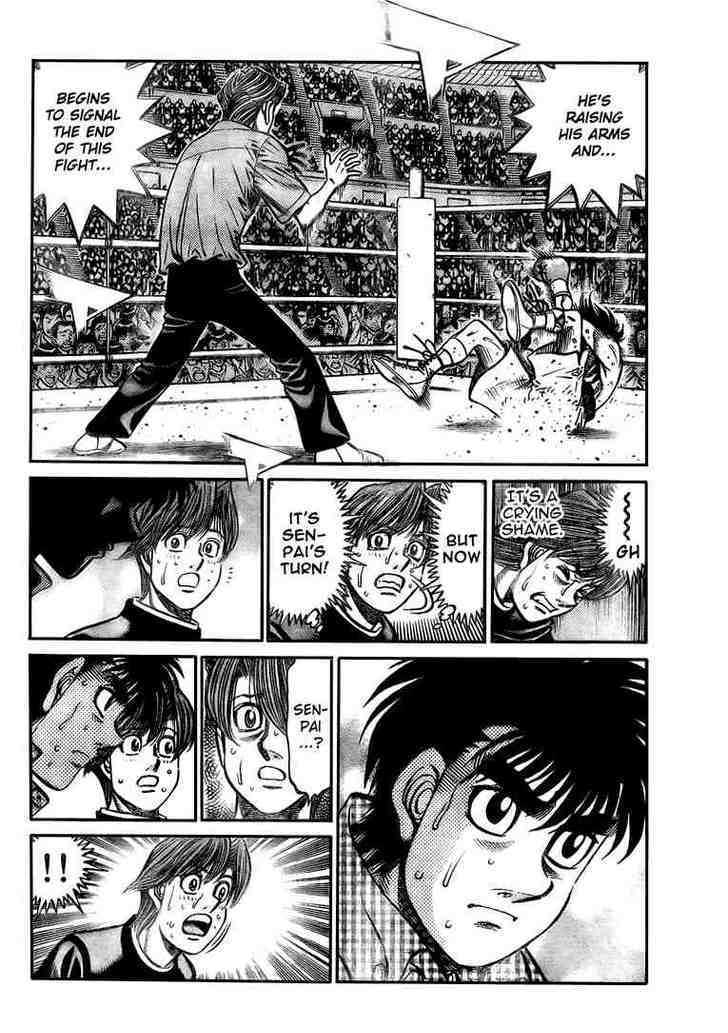 HE'S
RAISING
HIS ARMS
AND...
BEGINS
TO SIGNAL
THE END
OF THIS
FIGHT...
GH
IT'S A
CRYING
SHAME.
BUT
NOW
IT'S
SEN-
PAI'S
TURN!
SEN-
PAI
...?
!!